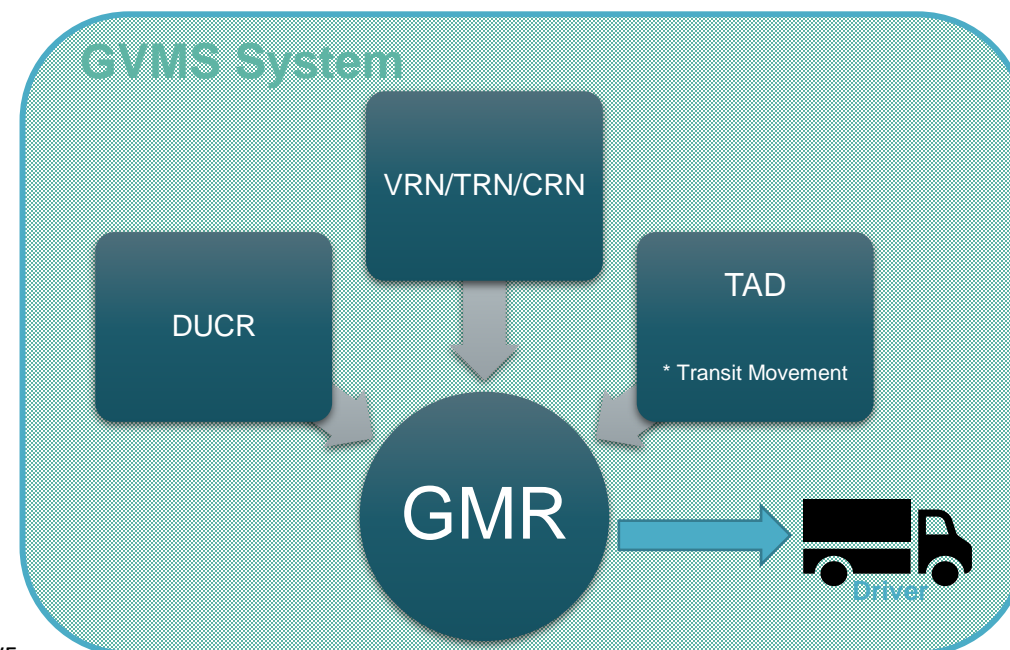 GVMS System
VRN/TRN/CRN
DUCR
TAD
* Transit Movement
GMR
Driver